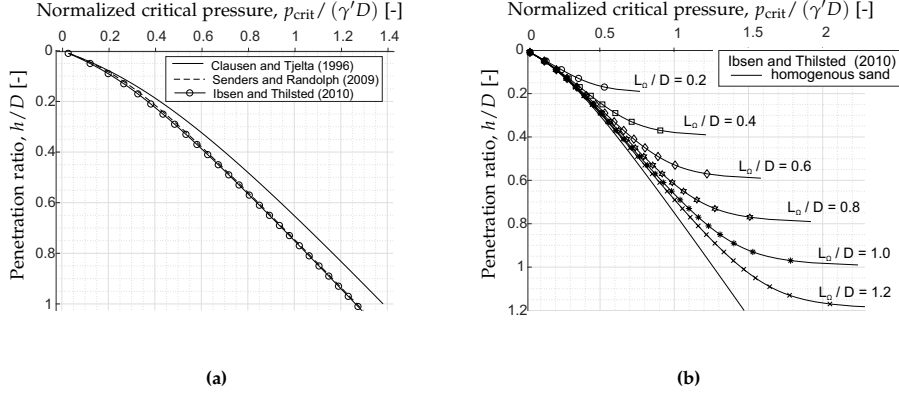 Normalized critical pressure, p_crit / (γ′D) [-]
0 0.2 0.4 0.6 0.8 1 1.2 1.4
Penetration ratio, h/D [-]
0
0.2
0.4
0.6
0.8
1
Clausen and Tjelta (1996)
Senders and Randolph (2009)
Ibsen and Thilsted (2010)
(a)
Normalized critical pressure, p_crit / (γ′D) [-]
0 0.5 1 1.5 2
Penetration ratio, h/D [-]
0
0.2
0.4
0.6
0.8
1.0
1.2
Ibsen and Thilsted (2010)
homogenous sand
L_Ω / D = 0.2
L_Ω / D = 0.4
L_Ω / D = 0.6
L_Ω / D = 0.8
L_Ω / D = 1.0
L_Ω / D = 1.2
(b)